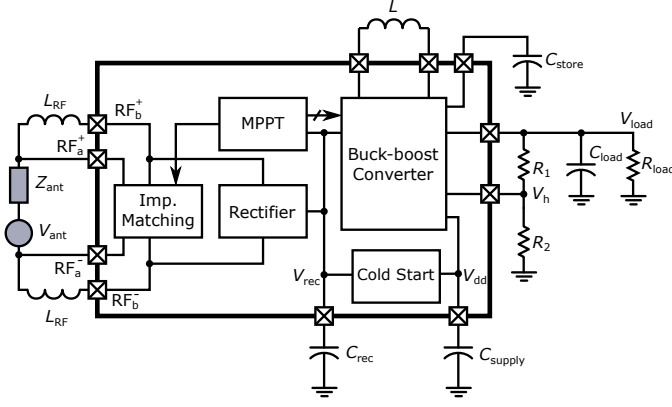 L
C_store
L_RF
RF_b^+
MPPT
V_load
RF_a^+
Buck-boost
Converter
R_1
C_load
R_load
Z_ant
Imp.
Matching
Rectifier
V_h
V_ant
R_2
RF_a^-
V_rec
Cold Start
V_dd
RF_b^-
L_RF
C_rec
C_supply